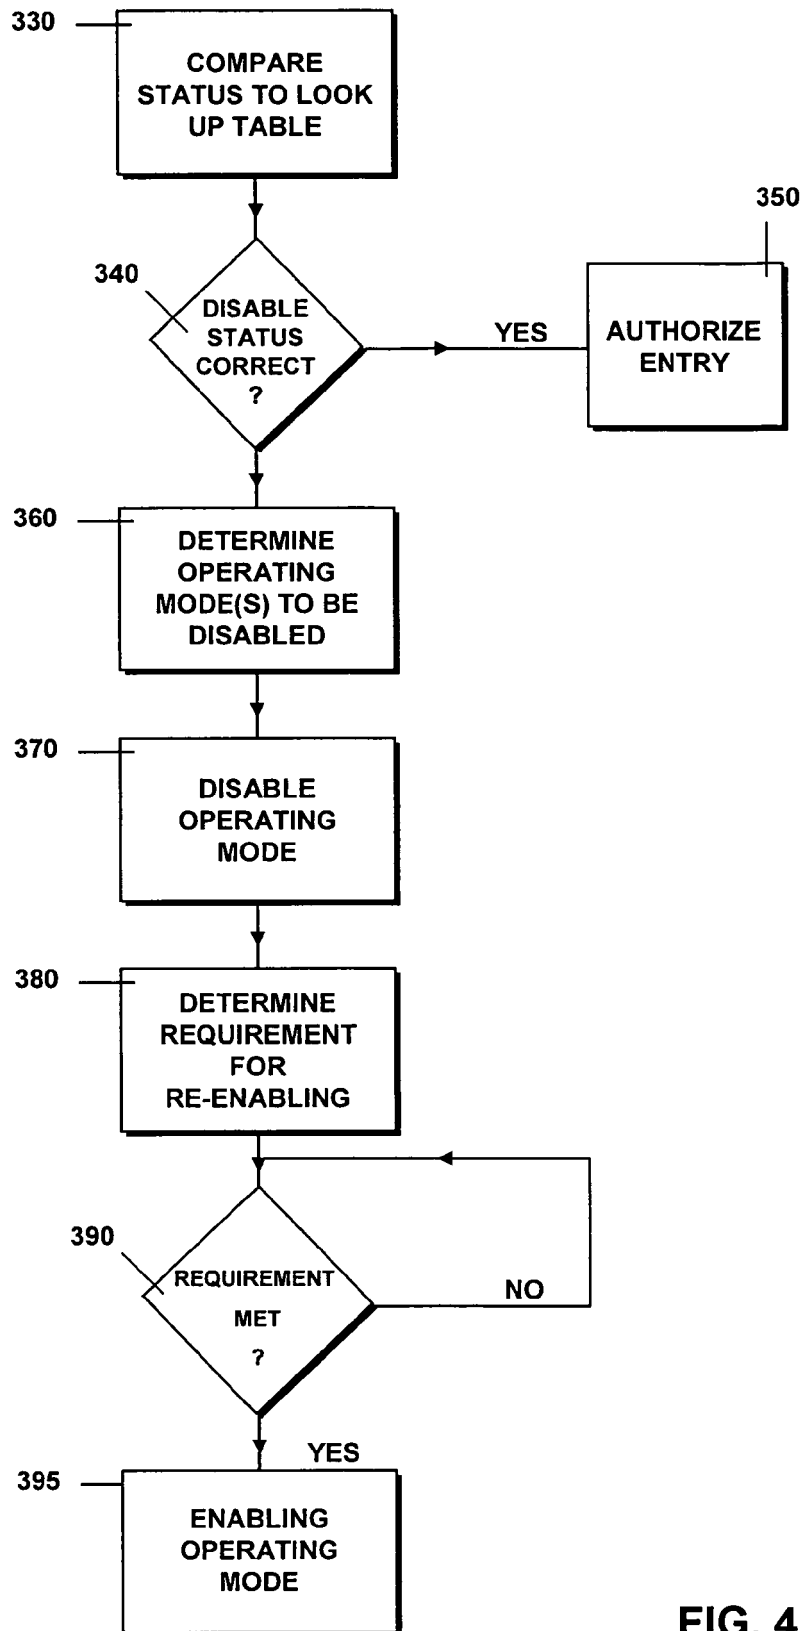 330
COMPARE
STATUS TO LOOK
UP TABLE
350
340
DISABLE
STATUS
CORRECT
?
YES
AUTHORIZE
ENTRY
360
DETERMINE
OPERATING
MODE(S) TO BE
DISABLED
370
DISABLE
OPERATING
MODE
380
DETERMINE
REQUIREMENT
FOR
RE-ENABLING
390
REQUIREMENT
MET
?
NO
YES
395
ENABLING
OPERATING
MODE
FIG. 4